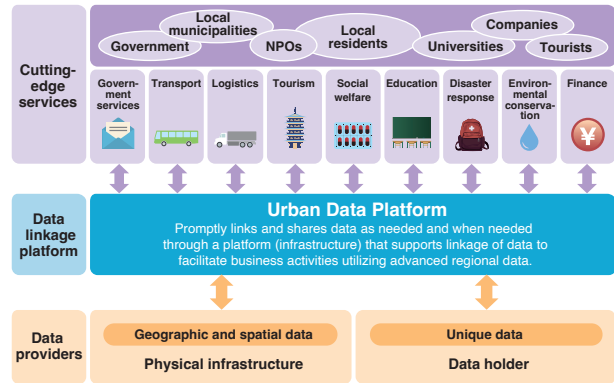 Cutting-
edge
services
Government
Local
municipalities
NPOs
Local
residents
Universities
Companies
Tourists
Govern-
ment
services
Transport
Logistics
Tourism
Social
welfare
Education
Disaster
response
Environ-
mental
conserva-
tion
Finance
¥
Data
linkage
platform
Urban Data Platform
Promptly links and shares data as needed and when needed
through a platform (infrastructure) that supports linkage of data to
facilitate business activities utilizing advanced regional data.
Data
providers
Geographic and spatial data
Physical infrastructure
Unique data
Data holder